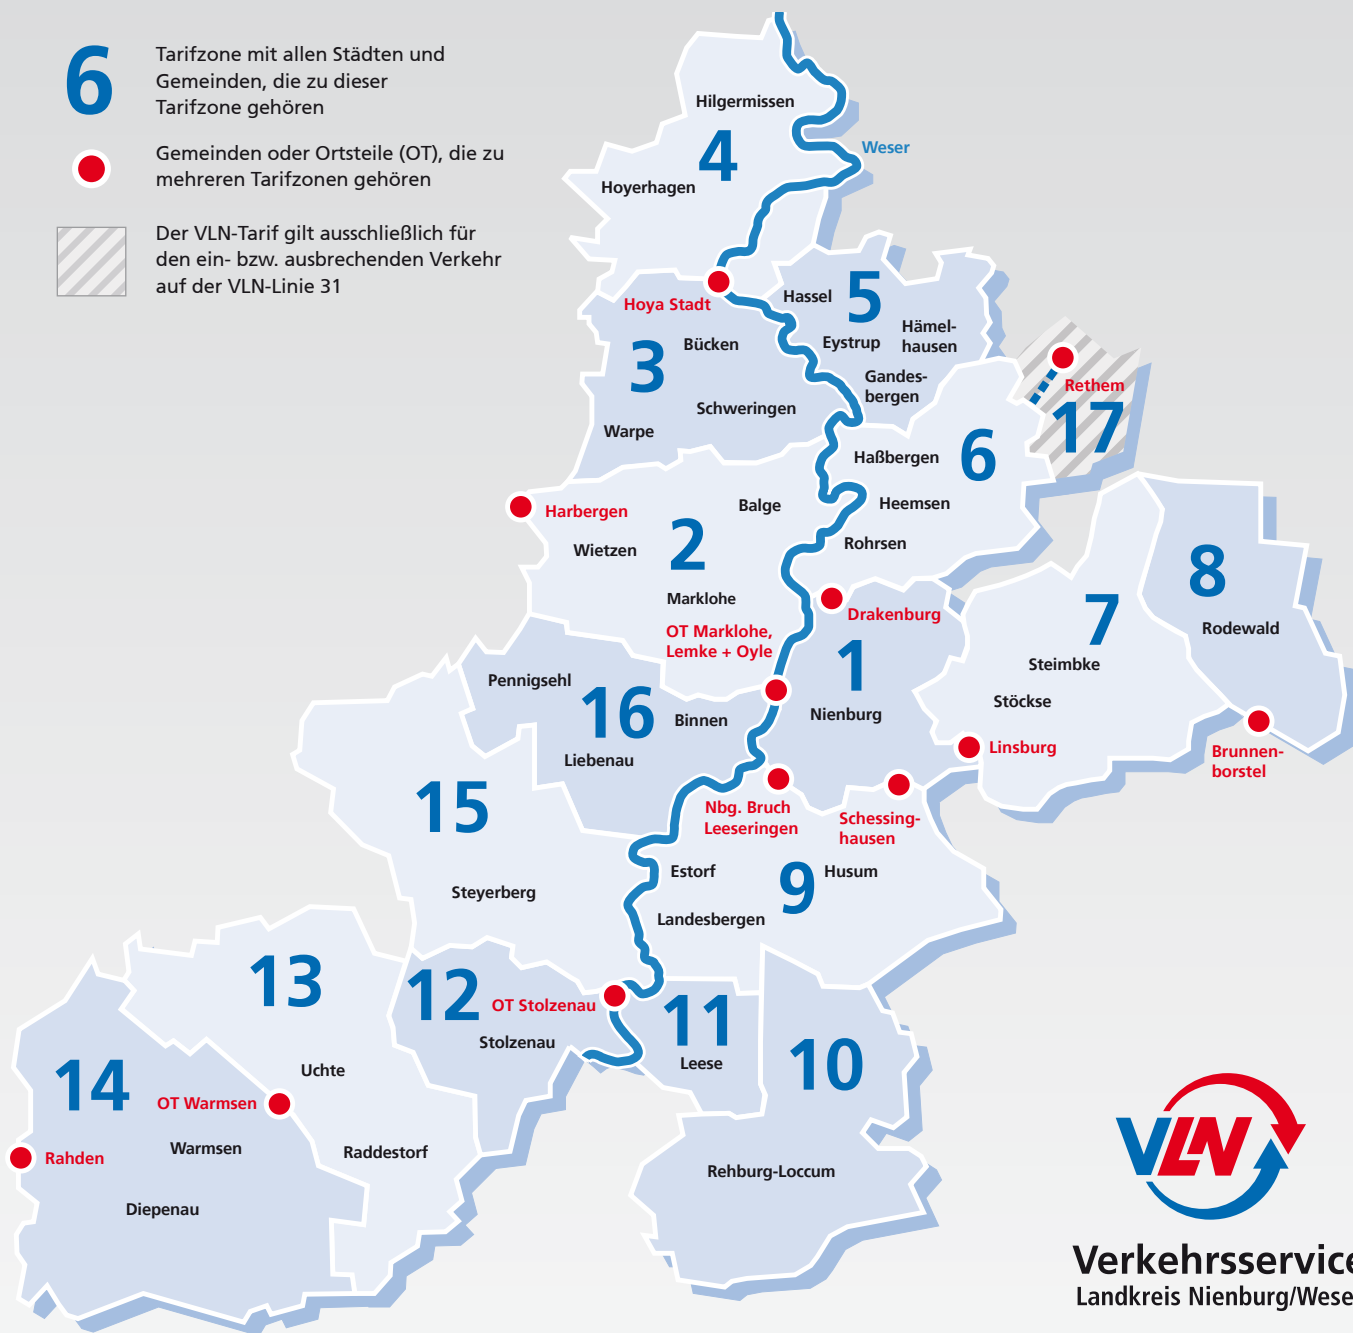 6
Tarifzone mit allen Städten und
Gemeinden, die zu dieser
Tarifzone gehören
Gemeinden oder Ortsteile (OT), die zu
mehreren Tarifzonen gehören
Der VLN-Tarif gilt ausschließlich für
den ein- bzw. ausbrechenden Verkehr
auf der VLN-Linie 31
Hilgermissen
4
Weser
Hoyerhagen
Hoya Stadt
Hassel
5
Hämel-
hausen
Eystrup
Gandes-
bergen
Bücken
3
Schweringen
Warpe
Rethem
17
Haßbergen
6
Heemsen
Rohrsen
Harbergen
Balge
Wietzen
2
Marklohe
OT Marklohe,
Lemke + Oyle
Drakenburg
1
Nienburg
7
Steimbke
Stöckse
Linsburg
8
Rodewald
Brunnen-
borstel
Pennigsehl
16
Binnen
Liebenau
Nbg. Bruch
Leeseringen
Schessing-
hausen
15
Steyerberg
Estorf
9
Husum
Landesbergen
13
Uchte
Raddestorf
12
OT Stolzenau
Stolzenau
11
Leese
10
Rehburg-Loccum
14
OT Warmsen
Warmsen
Rahden
Diepenau
VLN
Verkehrsservice
Landkreis Nienburg/Wese